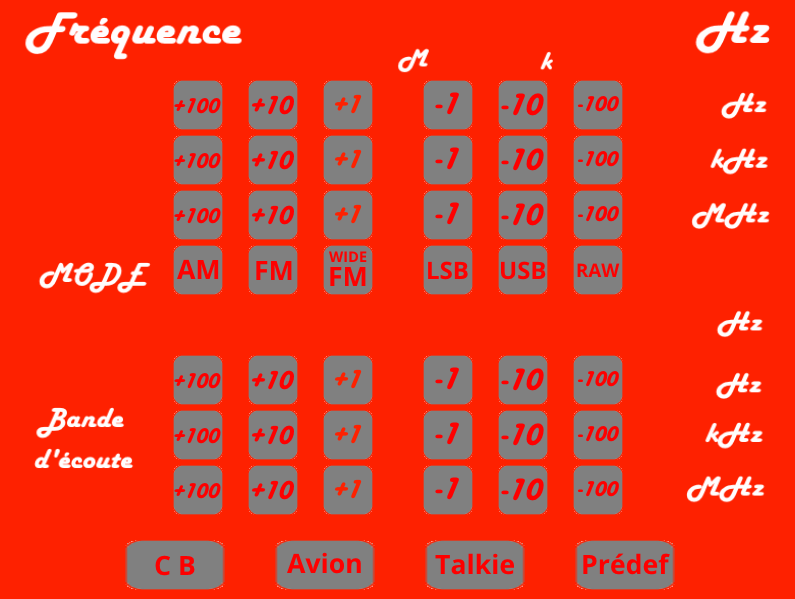 Fréquence Hz
M k
+100 +10 +1 -1 -10 -100 Hz
+100 +10 +1 -1 -10 -100 kHz
+100 +10 +1 -1 -10 -100 MHz
MODE AM FM WIDE FM LSB USB RAW
Hz
+100 +10 +1 -1 -10 -100 Hz
Bande
+100 +10 +1 -1 -10 -100 kHz
d'écoute
+100 +10 +1 -1 -10 -100 MHz
C B Avion Talkie Prédef